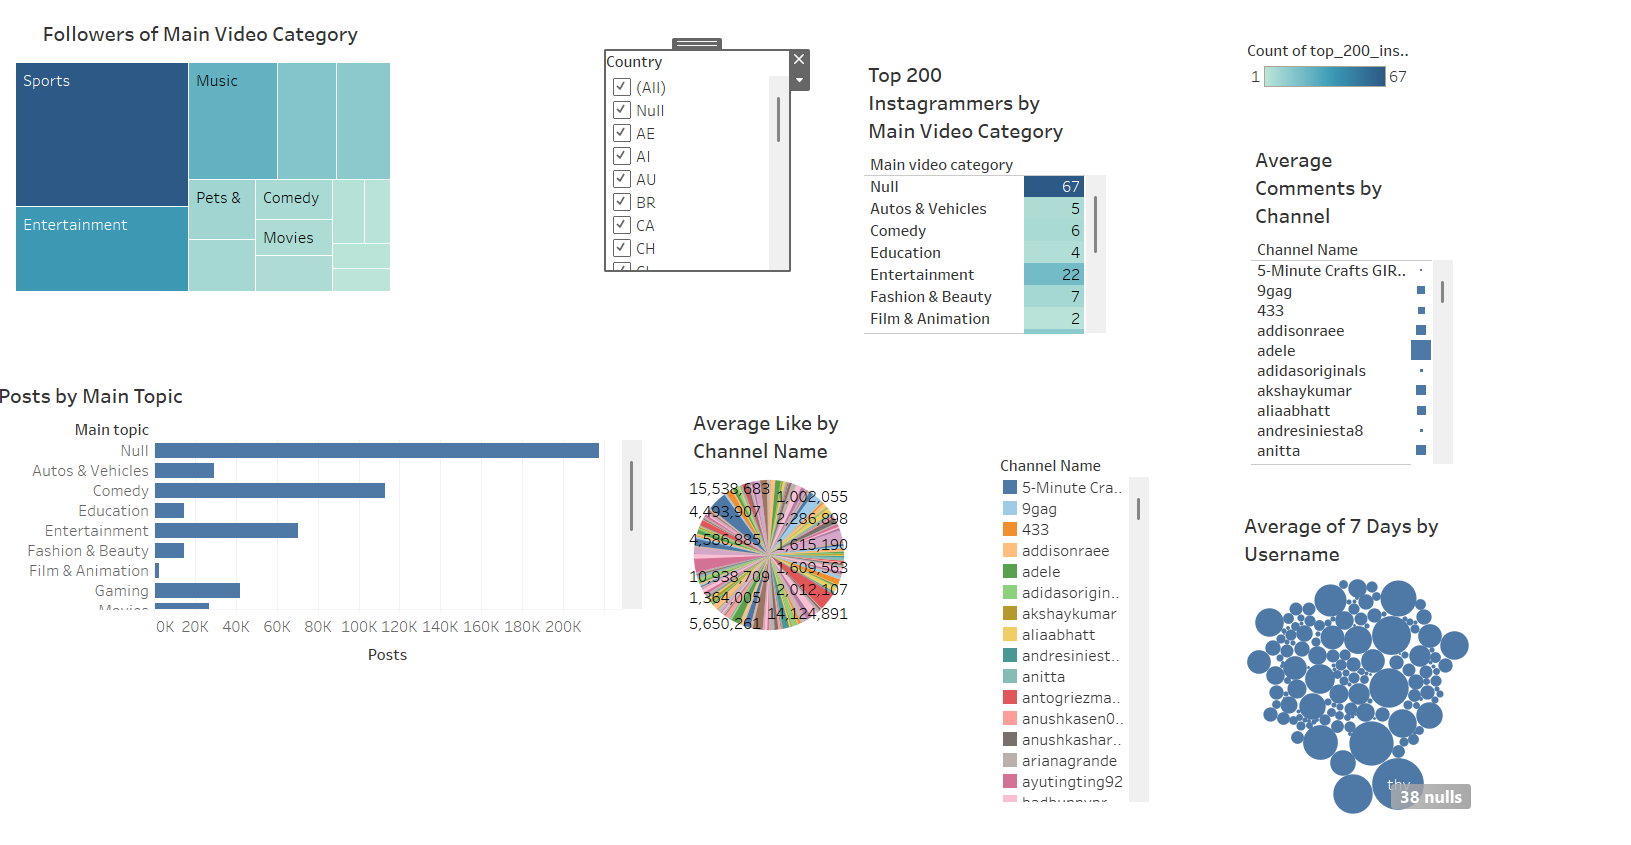 Followers of Main Video Category
Sports
Music
Entertainment
Pets &
Comedy
Movies
Country
(All)
Null
AE
AI
AU
BR
CA
CH
Top 200
Instagrammers by
Main Video Category
Main video category
Null 67
Autos & Vehicles 5
Comedy 6
Education 4
Entertainment 22
Fashion & Beauty 7
Film & Animation 2
Count of top_200_ins..
1 67
Average
Comments by
Channel
Channel Name
5-Minute Crafts GIR..
9gag
433
addisonraee
adele
adidasoriginals
akshaykumar
aliaabhatt
andresiniesta8
anitta
Posts by Main Topic
Main topic
Null
Autos & Vehicles
Comedy
Education
Entertainment
Fashion & Beauty
Film & Animation
Gaming
Movies
0K 20K 40K 60K 80K 100K 120K 140K 160K 180K 200K
Posts
Average Like by
Channel Name
15,538,683 1,002,055
4,493,907 2,286,898
4,586,885 1,615,190
10,938,709 1,609,563
1,364,005 2,012,107
5,650,261 14,124,891
Channel Name
5-Minute Cra..
9gag
433
addisonraee
adele
adidasorigin..
akshaykumar
aliaabhatt
andresiniest..
anitta
antogriezma..
anushkasen0..
anushkashar..
arianagrande
ayutingting92
Average of 7 Days by
Username
38 nulls